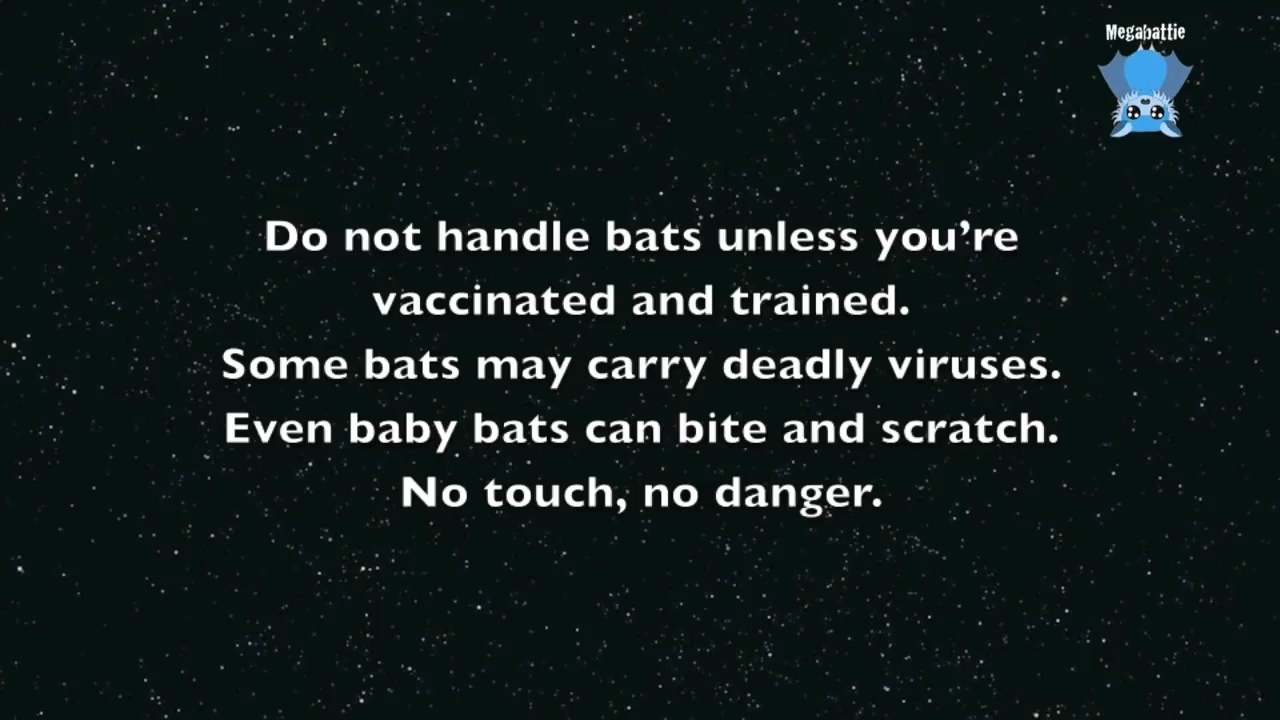 Megabattie
Do not handle bats unless you’re
vaccinated and trained.
Some bats may carry deadly viruses.
Even baby bats can bite and scratch.
No touch, no danger.